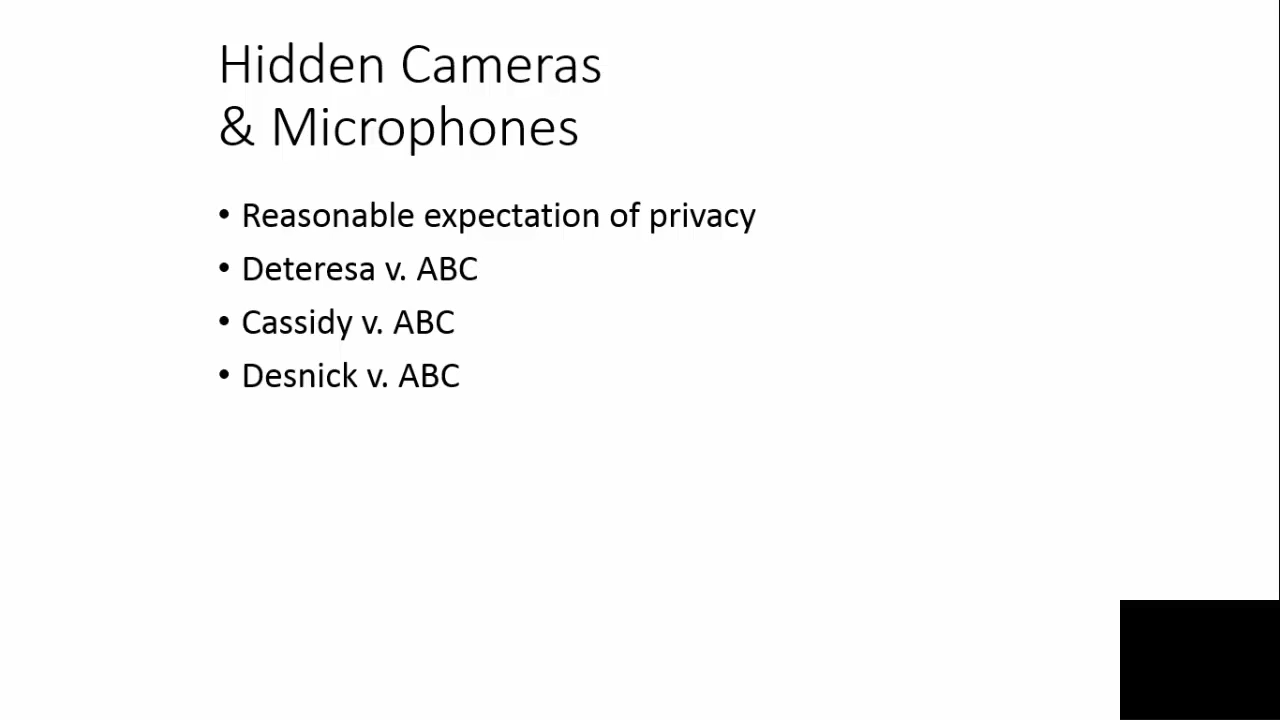 Hidden Cameras
& Microphones
• Reasonable expectation of privacy
• Deteresa v. ABC
• Cassidy v. ABC
• Desnick v. ABC